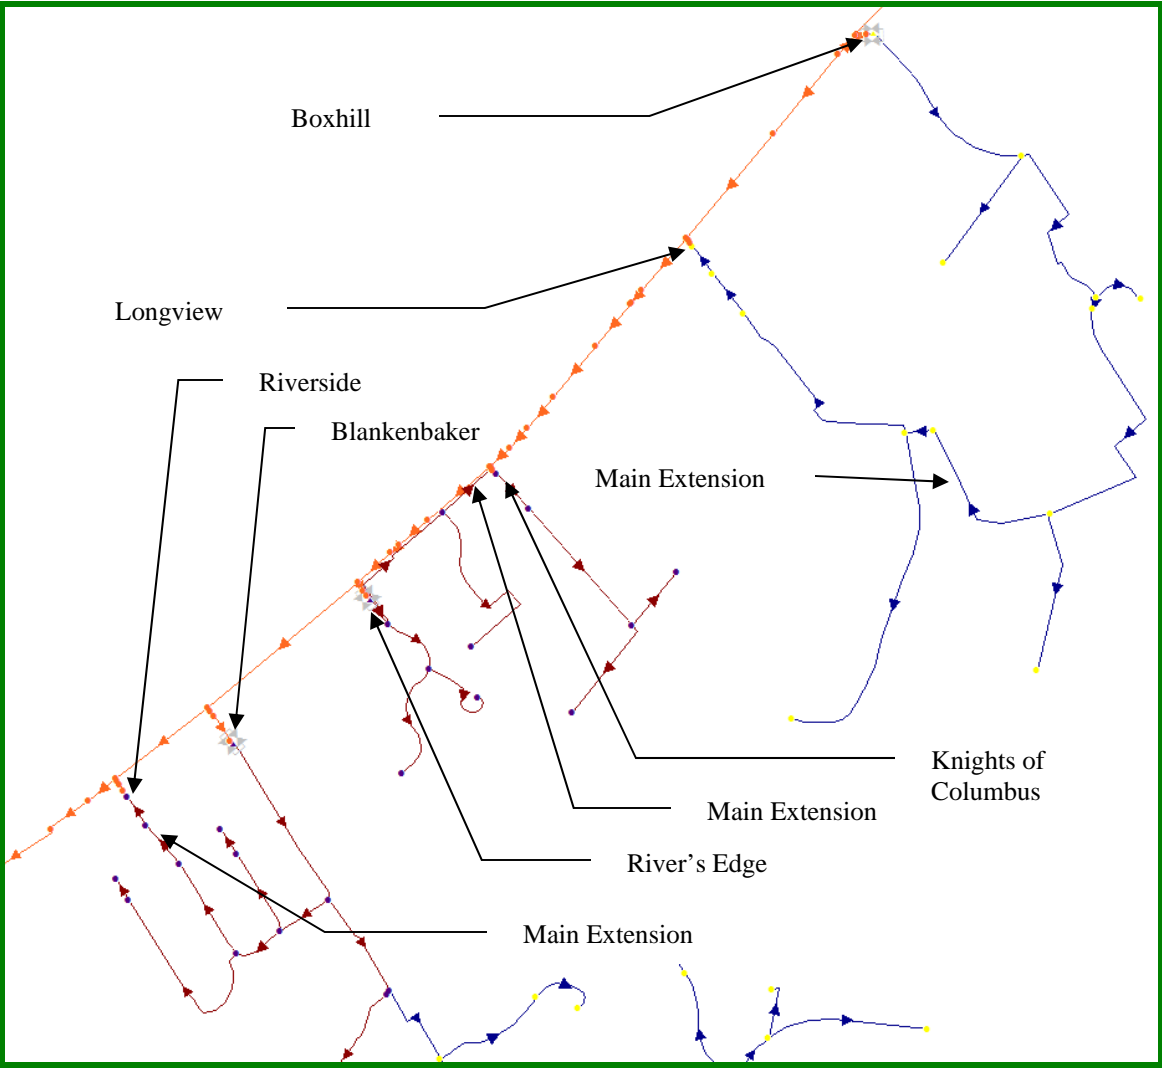 Boxhill
Longview
Riverside
Blankenbaker
Main Extension
Knights of
Columbus
Main Extension
River’s Edge
Main Extension